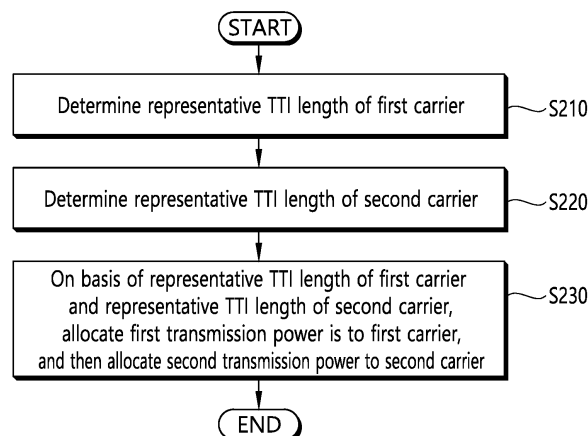 START
Determine representative TTI length of first carrier
S210
Determine representative TTI length of second carrier
S220
On basis of representative TTI length of first carrier
and representative TTI length of second carrier,
allocate first transmission power is to first carrier,
and then allocate second transmission power to second carrier
S230
END